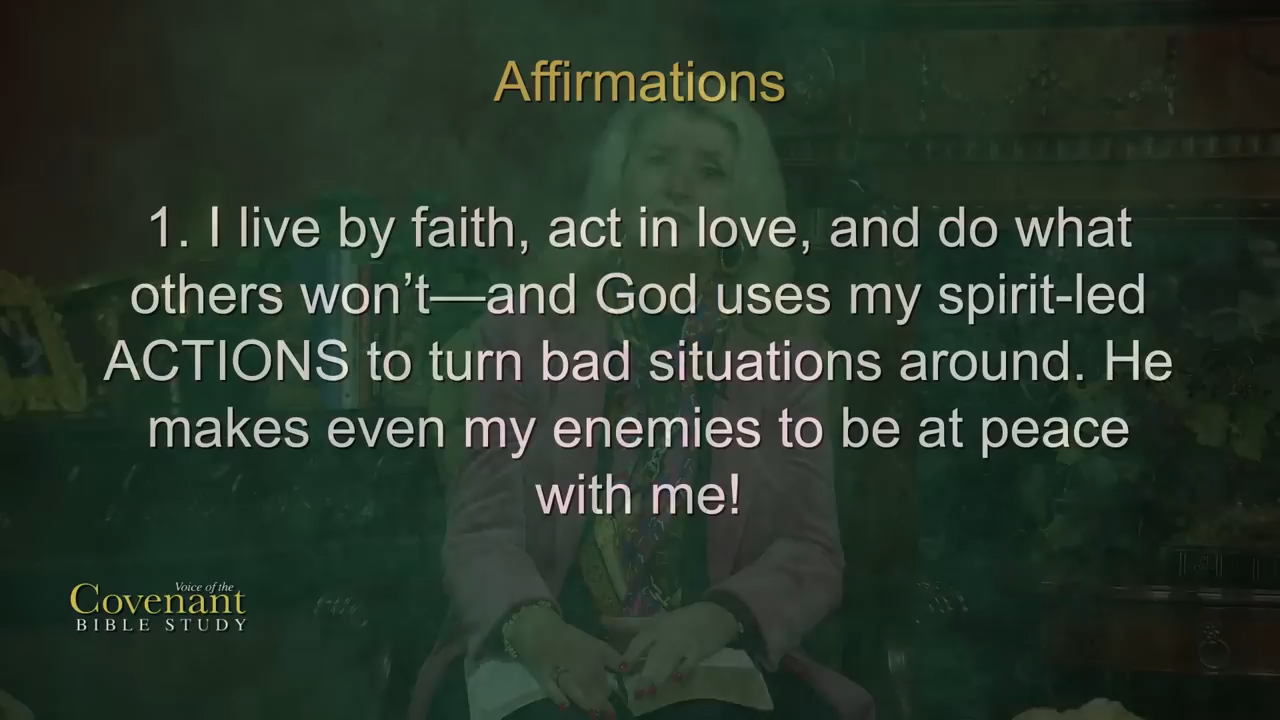 Affirmations
1. I live by faith, act in love, and do what
others won’t—and God uses my spirit-led
ACTIONS to turn bad situations around. He
makes even my enemies to be at peace
with me!
Voice of the
Covenant
BIBLE STUDY